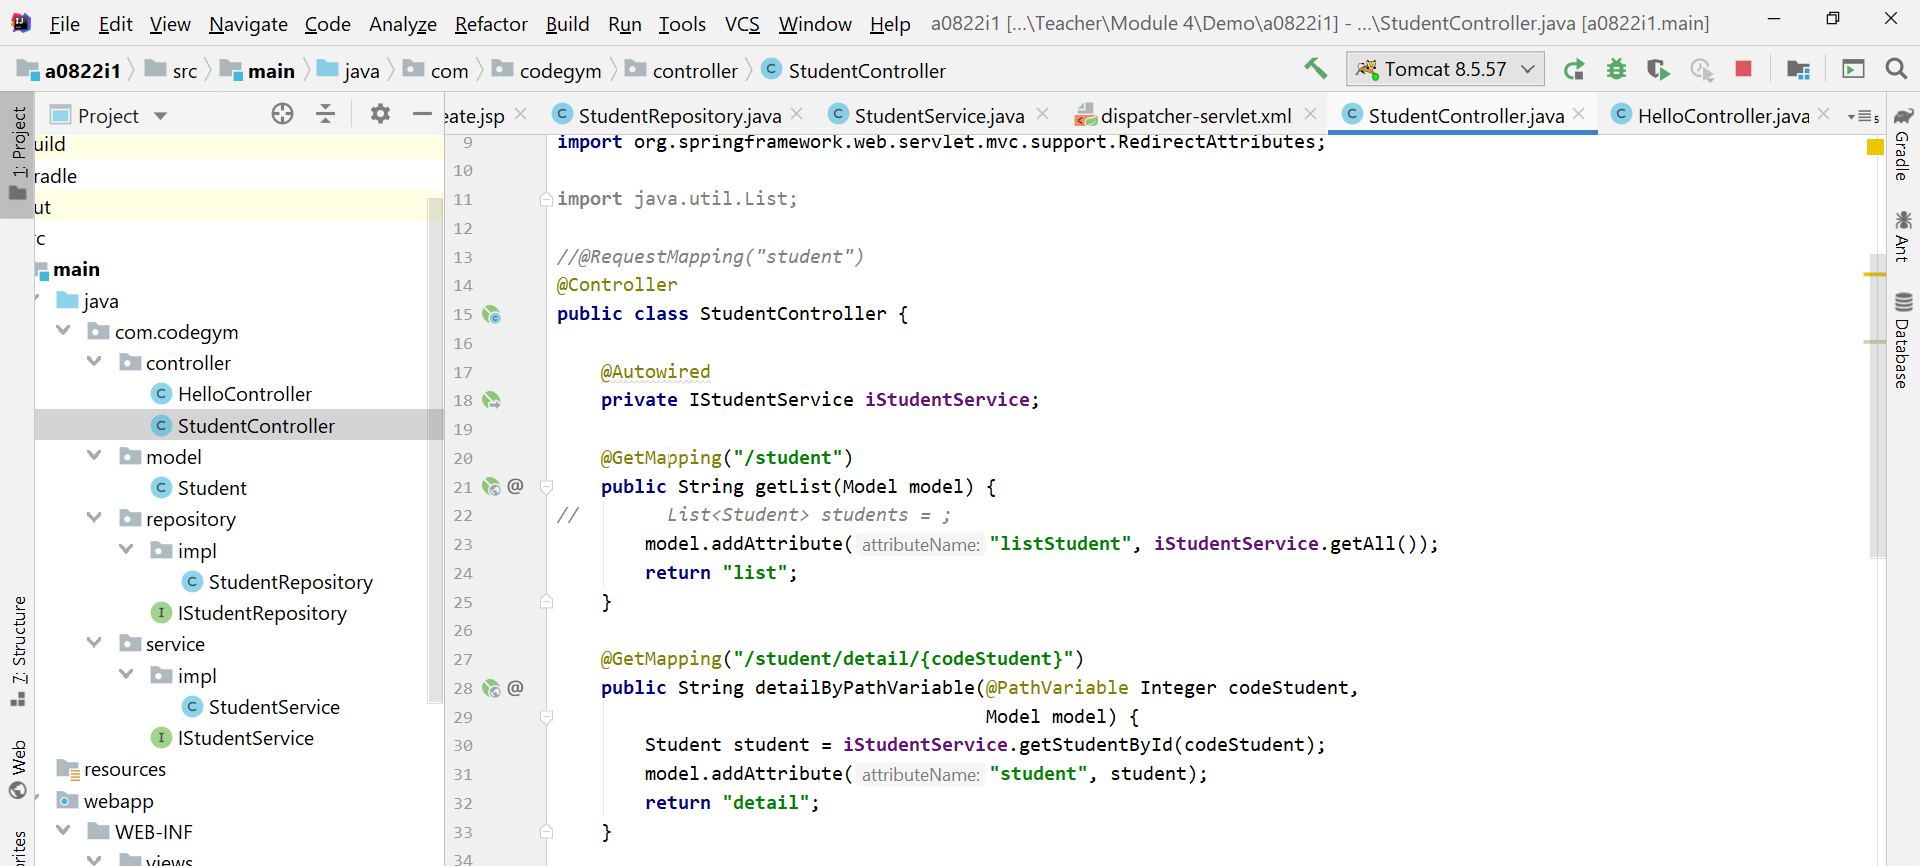 File Edit View Navigate Code Analyze Refactor Build Run Tools VCS Window Help a0822i1 [...\Teacher\Module 4\Demo\a0822i1] - ...\StudentController.java [a0822i1.main]
a0822i1 src main java com codegym controller StudentController Tomcat 8.5.57
Project eate.jsp StudentRepository.java StudentService.java dispatcher-servlet.xml StudentController.java HelloController.java 5
1: Project
7: Structure
Web
orites
Gradle
Ant
Database
uild
radle
ut
rc
main
java
com.codegym
controller
HelloController
StudentController
model
Student
repository
impl
StudentRepository
IStudentRepository
service
impl
StudentService
IStudentService
resources
webapp
WEB-INF
views
9 import org.springframework.web.servlet.mvc.support.RedirectAttributes;
10
11 import java.util.List;
12
13 //@RequestMapping("student")
14 @Controller
15 public class StudentController {
16
17 @Autowired
18 private IStudentService iStudentService;
19
20 @GetMapping("/student")
21 @ public String getList(Model model) {
22 // List<Student> students = ;
23 model.addAttribute( attributeName: "listStudent", iStudentService.getAll());
24 return "list";
25 }
26
27 @GetMapping("/student/detail/{codeStudent}")
28 @ public String detailByPathVariable(@PathVariable Integer codeStudent,
29 Model model) {
30 Student student = iStudentService.getStudentById(codeStudent);
31 model.addAttribute( attributeName: "student", student);
32 return "detail";
33 }
34